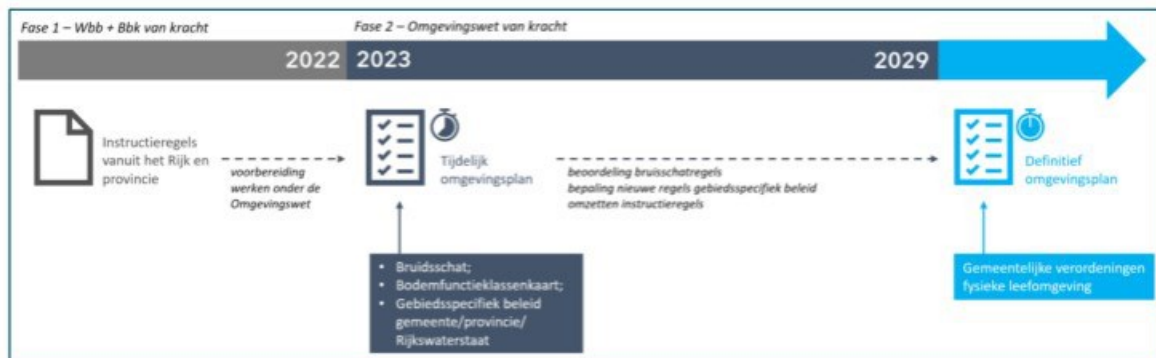 Fase 1 – Wbb + Bbk van kracht
Fase 2 – Omgevingswet van kracht
2022
2023
2029
Instructieregels
vanuit het Rijk en
provincie
voorbereiding
werken onder de
Omgevingswet
Tijdelijk
omgevingsplan
beoordeling bruisschatregels
bepaling nieuwe regels gebiedsspecifiek beleid
omzetten instructieregels
Definitief
omgevingsplan
• Bruidsschat;
• Bodemfunctieklassenkaart;
• Gebiedsspecifiek beleid
gemeente/provincie/
Rijkswaterstaat
Gemeentelijke verordeningen
fysieke leefomgeving